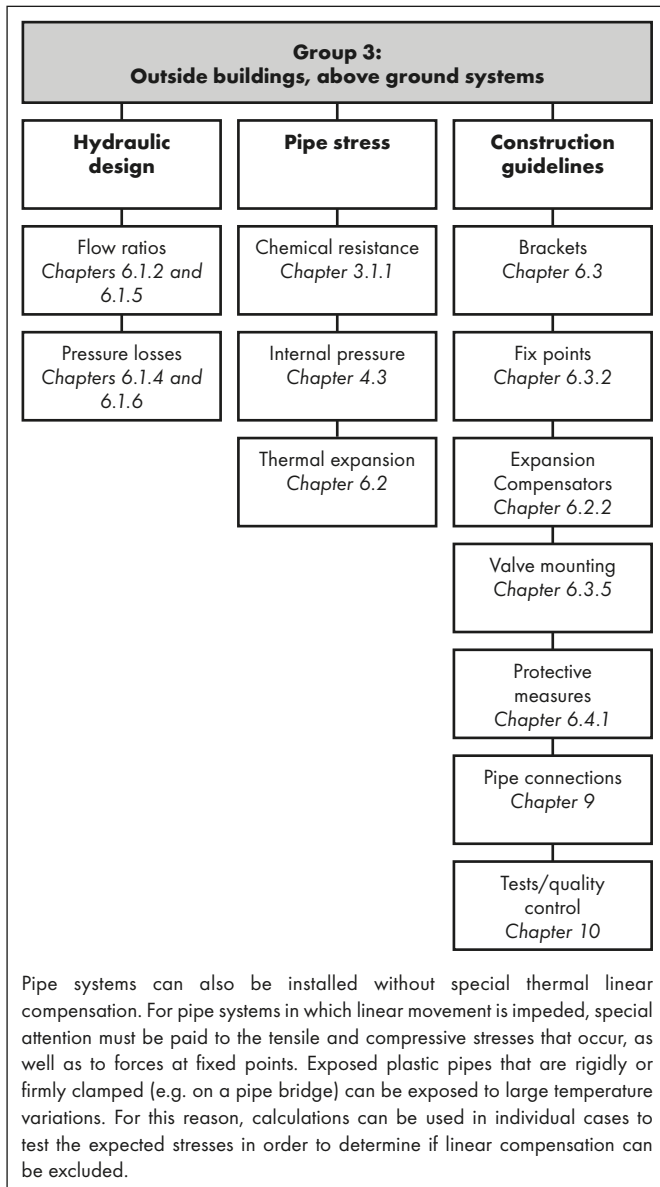 Group 3:
Outside buildings, above ground systems
Hydraulic
design
Flow ratios
Chapters 6.1.2 and
6.1.5
Pressure losses
Chapters 6.1.4 and
6.1.6
Pipe stress
Chemical resistance
Chapter 3.1.1
Internal pressure
Chapter 4.3
Thermal expansion
Chapter 6.2
Construction
guidelines
Brackets
Chapter 6.3
Fix points
Chapter 6.3.2
Expansion
Compensators
Chapter 6.2.2
Valve mounting
Chapter 6.3.5
Protective
measures
Chapter 6.4.1
Pipe connections
Chapter 9
Tests/quality
control
Chapter 10
Pipe systems can also be installed without special thermal linear
compensation. For pipe systems in which linear movement is impeded, special
attention must be paid to the tensile and compressive stresses that occur, as
well as to forces at fixed points. Exposed plastic pipes that are rigidly or
firmly clamped (e.g. on a pipe bridge) can be exposed to large temperature
variations. For this reason, calculations can be used in individual cases to
test the expected stresses in order to determine if linear compensation can
be excluded.